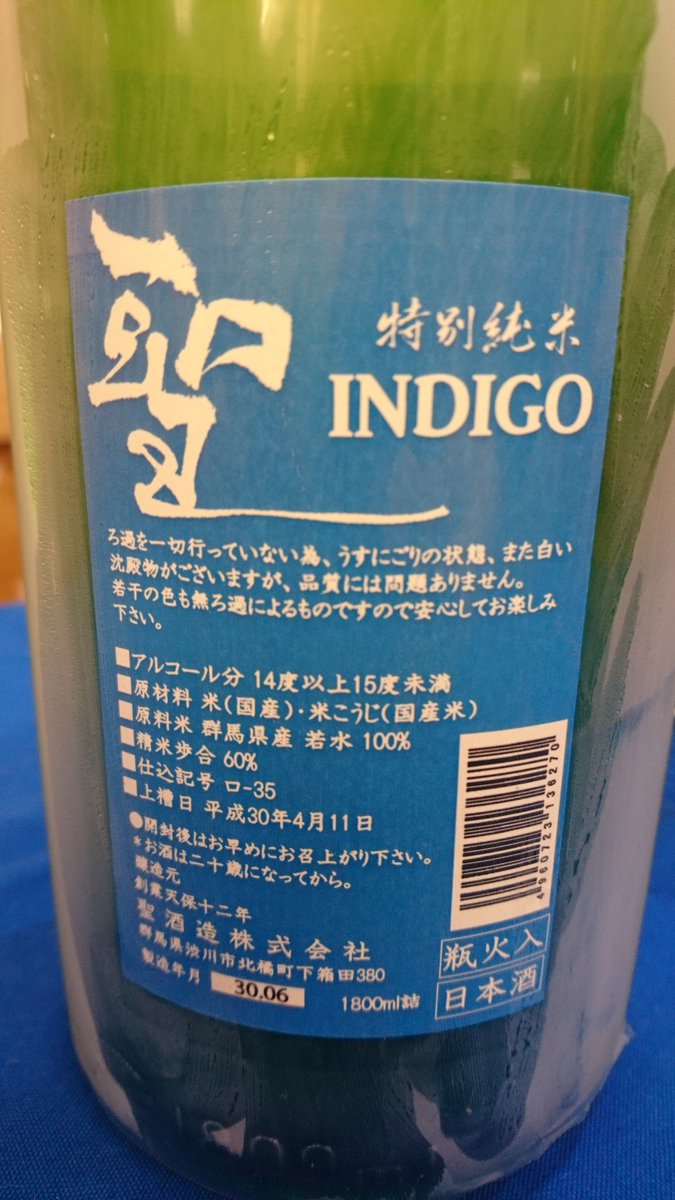 聖
特別純米
INDIGO
ろ過を一切行っていない為、うすにごりの状態、また白い
沈殿物がございますが、品質には問題ありません。
若干の色も無ろ過によるものですので安心してお楽しみ
下さい。
■アルコール分 14度以上15度未満
■原材料 米(国産)・米こうじ(国産米)
■原料米 群馬県産 若水 100%
■精米歩合 60%
■仕込記号 ロ-35
■上槽日 平成30年4月11日
●開封後はお早めにお召上がり下さい。
*お酒は二十歳になってから。
醸造元
創業天保十二年
聖酒造株式会社
群馬県渋川市北橘町下箱田380
製造年月 30.06
1800ml詰
4 960723 136270
瓶火入
日本酒